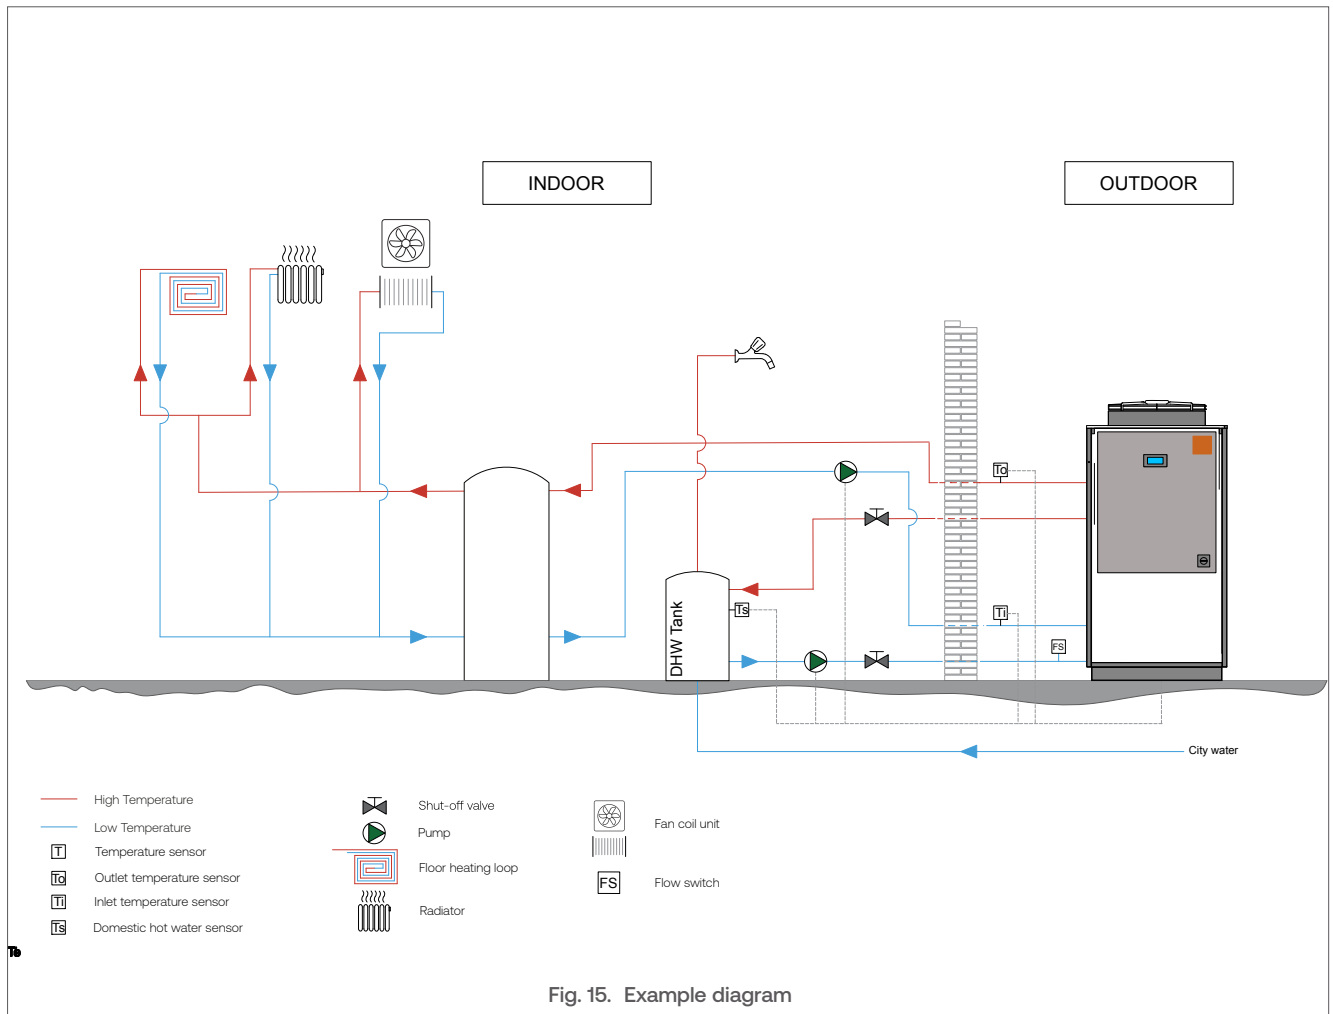 INDOOR
OUTDOOR
To
Ts
DHW Tank
Ti
FS
City water
High Temperature
Low Temperature
T Temperature sensor
To Outlet temperature sensor
Ti Inlet temperature sensor
Ts Domestic hot water sensor
Shut-off valve
Pump
Floor heating loop
Radiator
Fan coil unit
FS Flow switch
Fig. 15. Example diagram